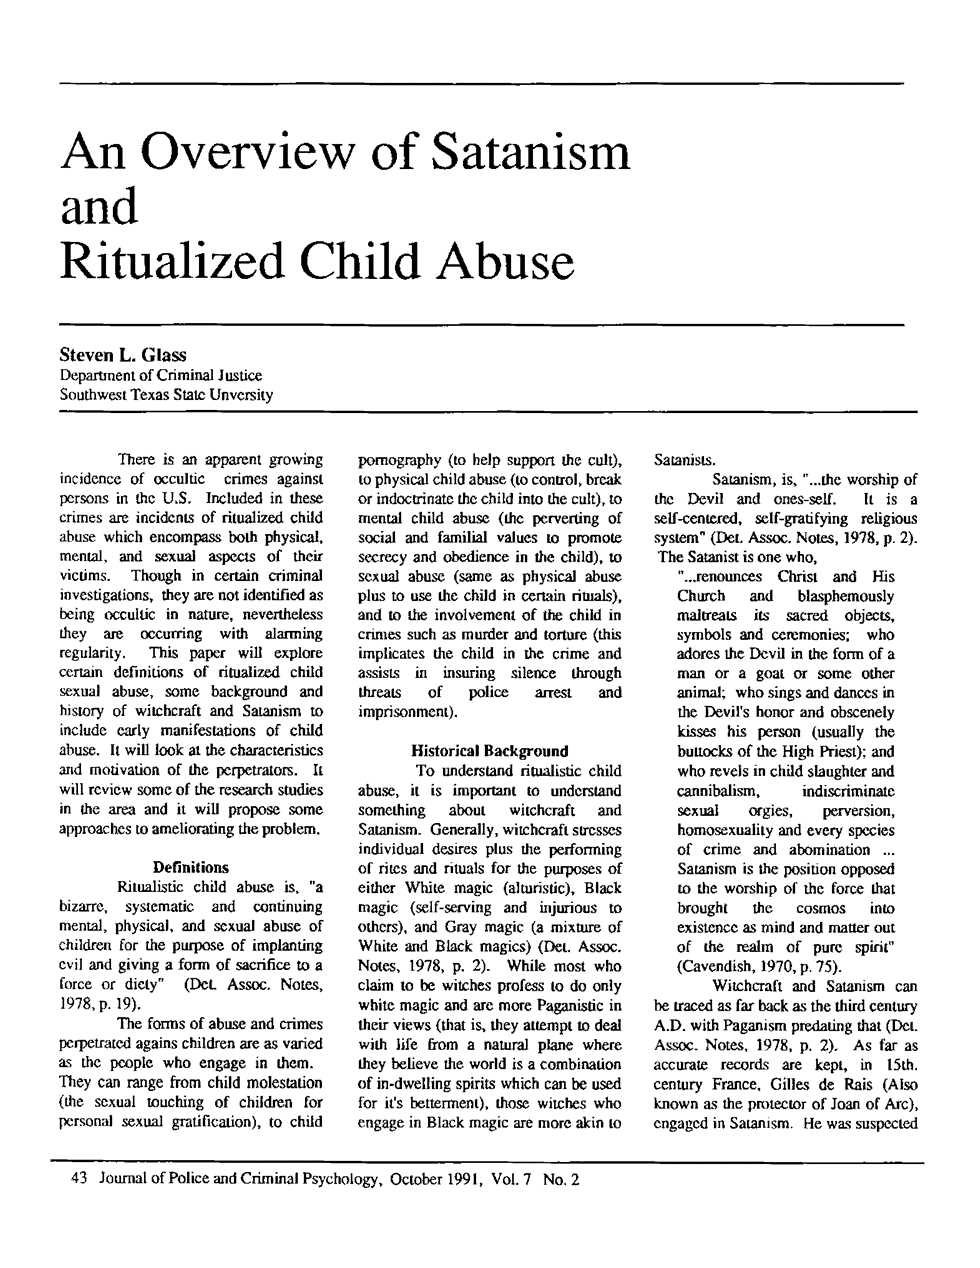 An Overview of Satanism
and
Ritualized Child Abuse
Steven L. Glass
Department of Criminal Justice
Southwest Texas State Unversity
There is an apparent growing
incidence of occultic crimes against
persons in the U.S. Included in these
crimes are incidents of ritualized child
abuse which encompass both physical,
mental, and sexual aspects of their
victims. Though in certain criminal
investigations, they are not identified as
being occultic in nature, nevertheless
they are occurring with alarming
regularity. This paper will explore
certain definitions of ritualized child
sexual abuse, some background and
history of witchcraft and Satanism to
include early manifestations of child
abuse. It will look at the characteristics
and motivation of the perpetrators. It
will review some of the research studies
in the area and it will propose some
approaches to ameliorating the problem.
Definitions
Ritualistic child abuse is, "a
bizarre, systematic and continuing
mental, physical, and sexual abuse of
children for the purpose of implanting
evil and giving a form of sacrifice to a
force or diety" (Det. Assoc. Notes,
1978, p. 19).
The forms of abuse and crimes
perpetrated agains children are as varied
as the people who engage in them.
They can range from child molestation
(the sexual touching of children for
personal sexual gratification), to child
pornography (to help support the cult),
to physical child abuse (to control, break
or indoctrinate the child into the cult), to
mental child abuse (the perverting of
social and familial values to promote
secrecy and obedience in the child), to
sexual abuse (same as physical abuse
plus to use the child in certain rituals),
and to the involvement of the child in
crimes such as murder and torture (this
implicates the child in the crime and
assists in insuring silence through
threats of police arrest and
imprisonment).
Historical Background
To understand ritualistic child
abuse, it is important to understand
something about witchcraft and
Satanism. Generally, witchcraft stresses
individual desires plus the performing
of rites and rituals for the purposes of
either White magic (alturistic), Black
magic (self-serving and injurious to
others), and Gray magic (a mixture of
White and Black magics) (Det. Assoc.
Notes, 1978, p. 2). While most who
claim to be witches profess to do only
white magic and are more Paganistic in
their views (that is, they attempt to deal
with life from a natural plane where
they believe the world is a combination
of in-dwelling spirits which can be used
for it's betterment), those witches who
engage in Black magic are more akin to
Satanists.
Satanism, is, "...the worship of
the Devil and ones-self. It is a
self-centered, self-gratifying religious
system" (Det. Assoc. Notes, 1978, p. 2).
The Satanist is one who,
"...renounces Christ and His
Church and blasphemously
maltreats its sacred objects,
symbols and ceremonies; who
adores the Devil in the form of a
man or a goat or some other
animal; who sings and dances in
the Devil's honor and obscenely
kisses his person (usually the
buttocks of the High Priest); and
who revels in child slaughter and
cannibalism, indiscriminate
sexual orgies, perversion,
homosexuality and every species
of crime and abomination ...
Satanism is the position opposed
to the worship of the force that
brought the cosmos into
existence as mind and matter out
of the realm of pure spirit"
(Cavendish, 1970, p. 75).
Witchcraft and Satanism can
be traced as far back as the third century
A.D. with Paganism predating that (Det.
Assoc. Notes, 1978, p. 2). As far as
accurate records are kept, in 15th.
century France, Gilles de Rais (Also
known as the protector of Joan of Arc),
engaged in Satanism. He was suspected
43 Journal of Police and Criminal Psychology, October 1991, Vol. 7 No. 2